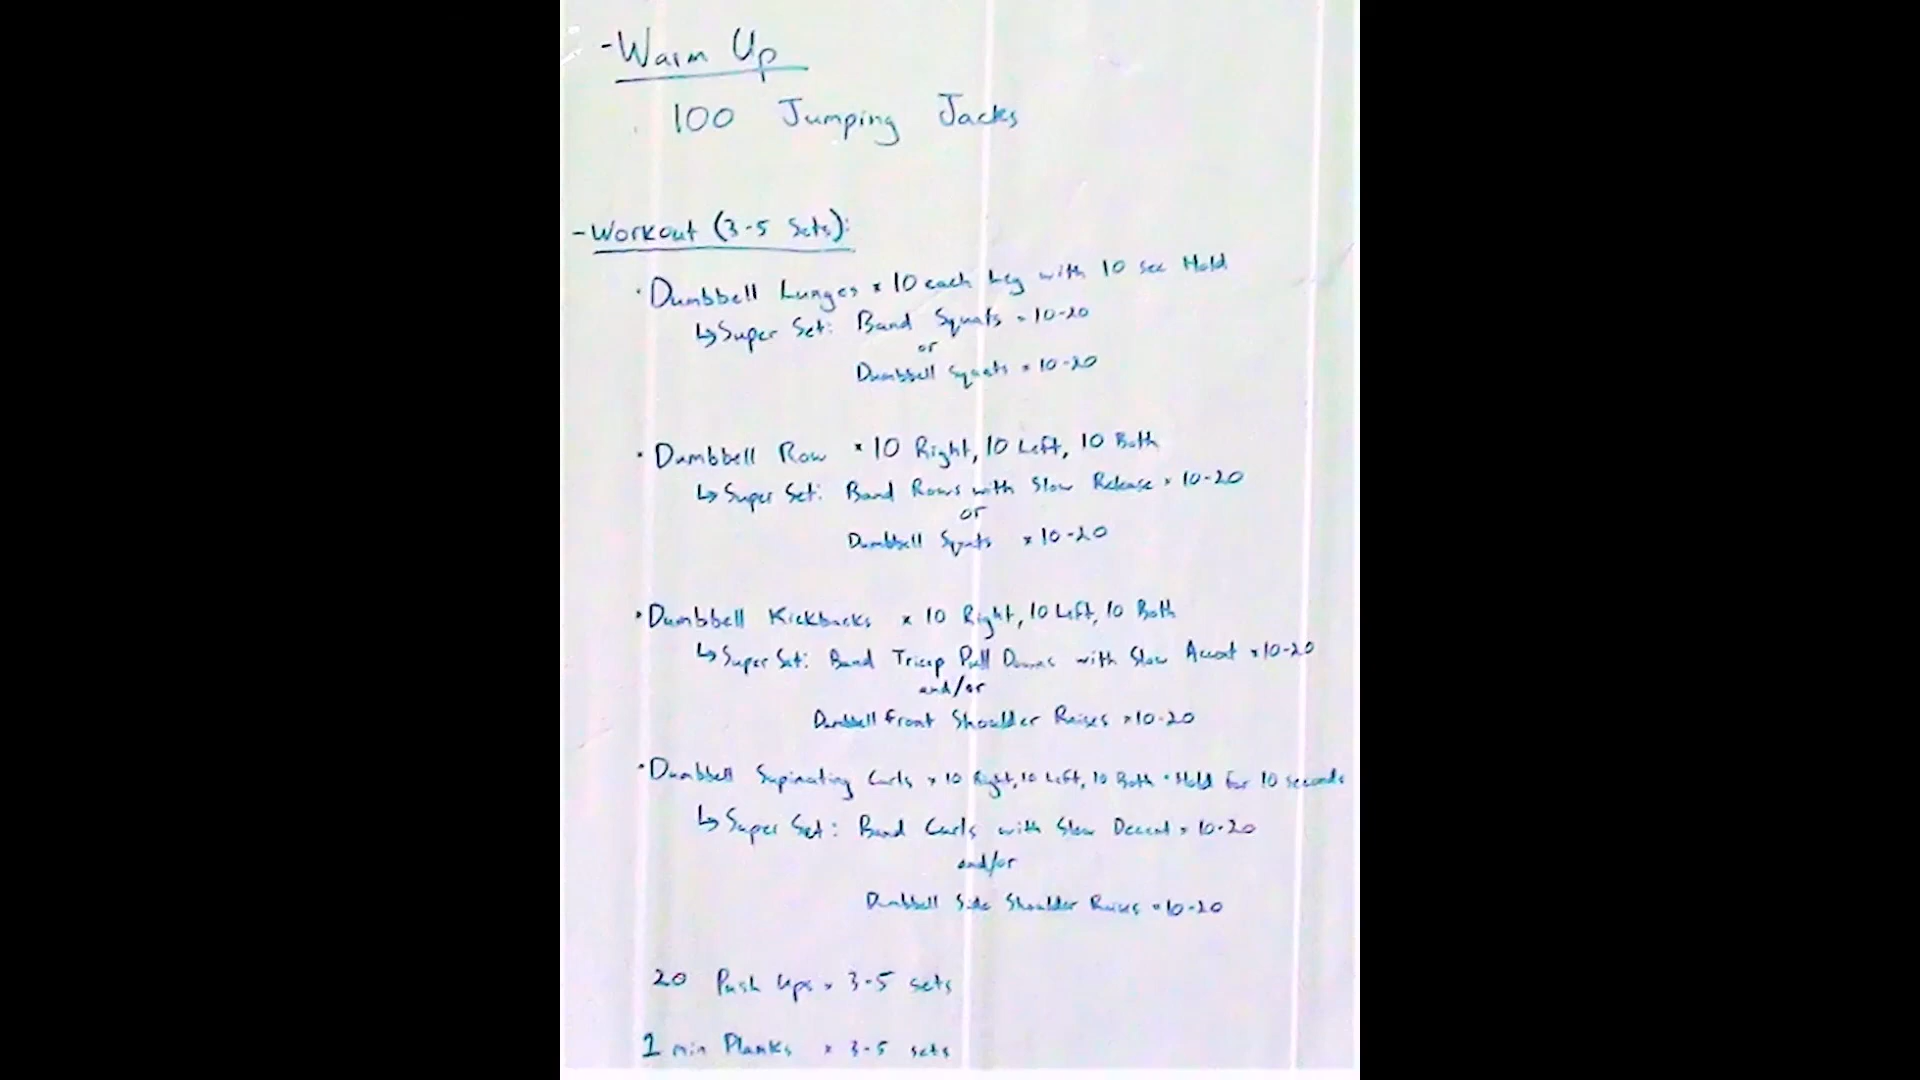 - Warm Up
100 Jumping Jacks
- Workout (3-5 Sets):
· Dumbbell Lunges × 10 each Leg with 10 sec Hold
↳ Super Set: Band Squats × 10-20
or
Dumbbell Squats × 10-20
· Dumbbell Row × 10 Right, 10 Left, 10 Both
↳ Super Set: Band Rows with Slow Release × 10-20
or
Dumbbell Squats × 10-20
· Dumbbell Kickbacks × 10 Right, 10 Left, 10 Both
↳ Super Set: Band Tricep Pull Downs with Slow × 10-20
and/or
Dumbbell Front Shoulder Raises × 10-20
· Dumbbell Supinating Curls × 10 Right, 10 Left, 10 Both · Hold for 10 seconds
↳ Super Set: Band Curls with Slow Decent × 10-20
and/or
Dumbbell Side Shoulder Raises × 10-20
20 Push Ups × 3-5 sets
1 min Planks × 3-5 sets